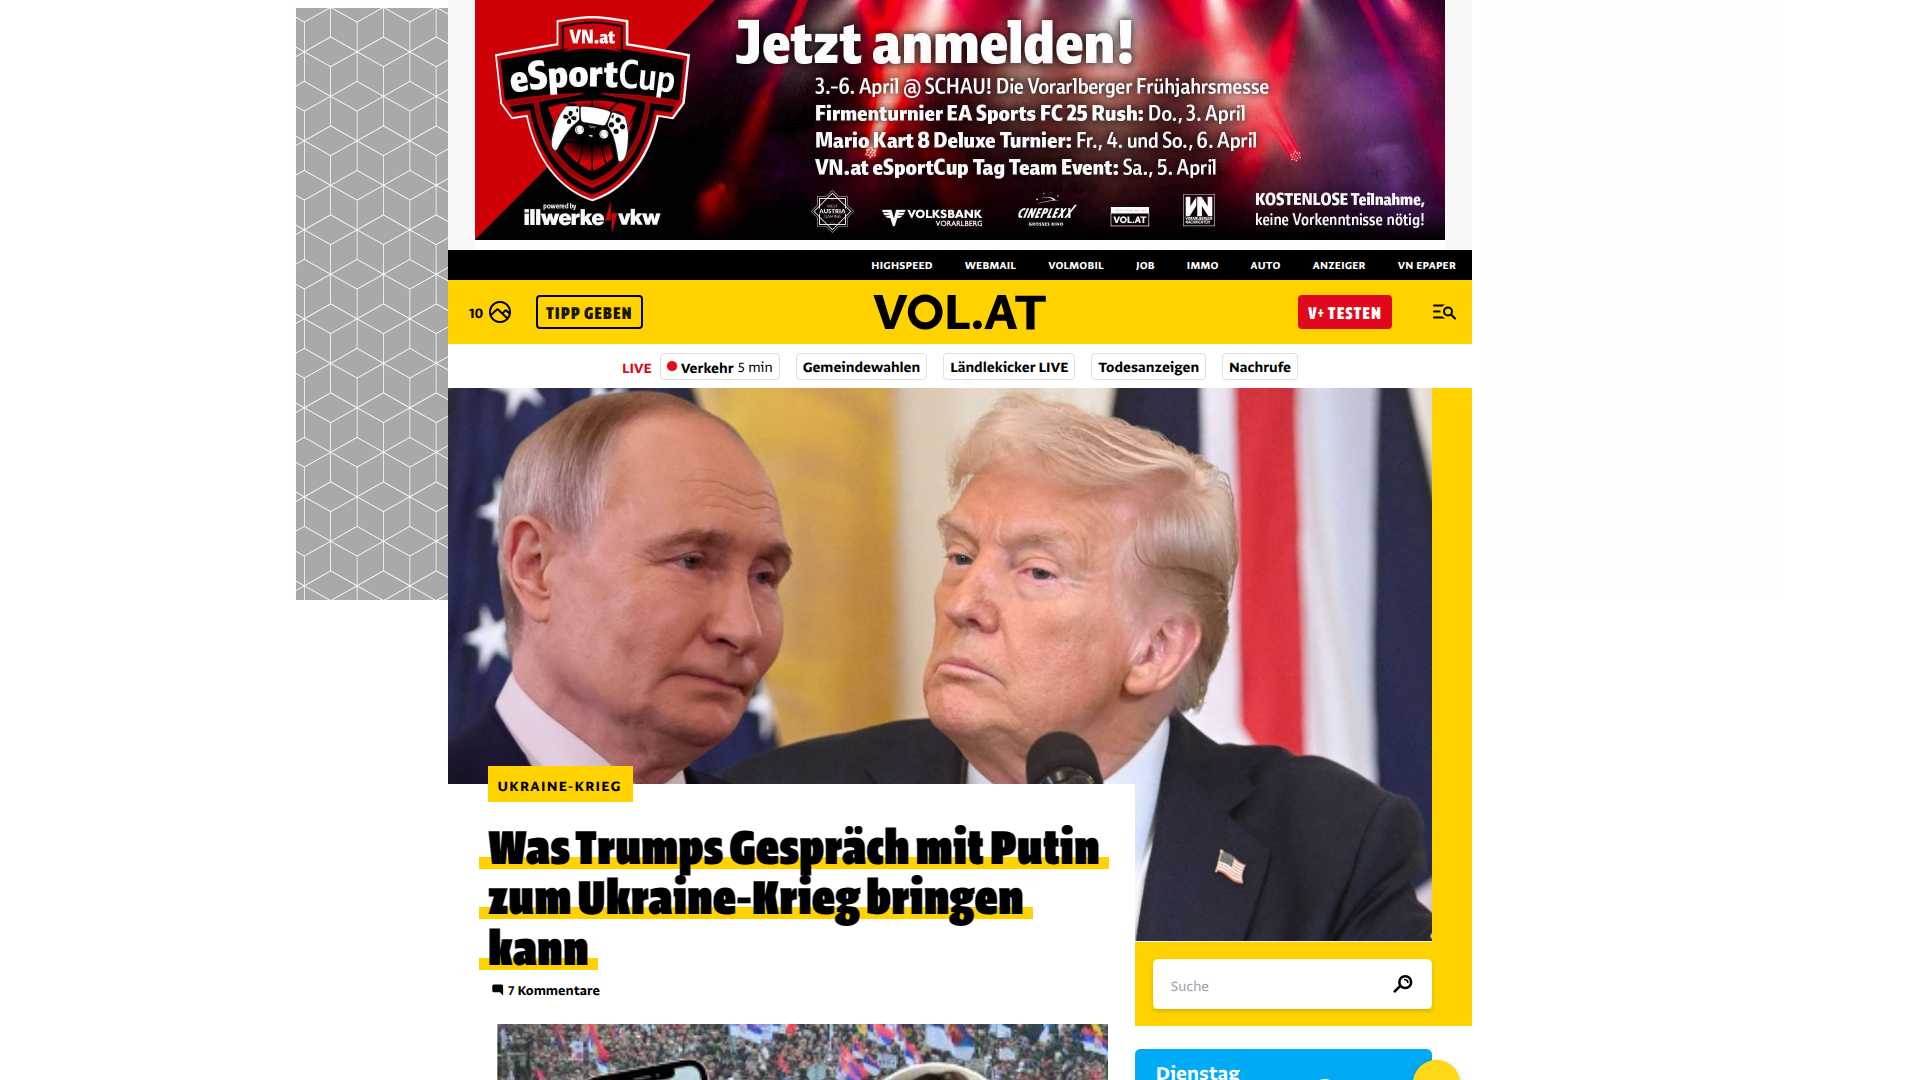 VN.at
eSportCup
powered by
illwerke vkw
Jetzt anmelden!
3.-6. April @ SCHAU! Die Vorarlberger Frühjahrsmesse
Firmenturnier EA Sports FC 25 Rush: Do., 3. April
Mario Kart 8 Deluxe Turnier: Fr., 4. und So., 6. April
VN.at eSportCup Tag Team Event: Sa., 5. April
AUSTRIA
VOLKSBANK
VORARLBERG
CINEPLEXX
GROSSES KINO
VOL.AT
VN
KOSTENLOSE Teilnahme,
keine Vorkenntnisse nötig!
HIGHSPEED WEBMAIL VOLMOBIL JOB IMMO AUTO ANZEIGER VN EPAPER
10 TIPP GEBEN VOL.AT V+ TESTEN
LIVE Verkehr 5 min Gemeindewahlen Ländlekicker LIVE Todesanzeigen Nachrufe
UKRAINE-KRIEG
Was Trumps Gespräch mit Putin
zum Ukraine-Krieg bringen
kann
7 Kommentare
Suche
Dienstag